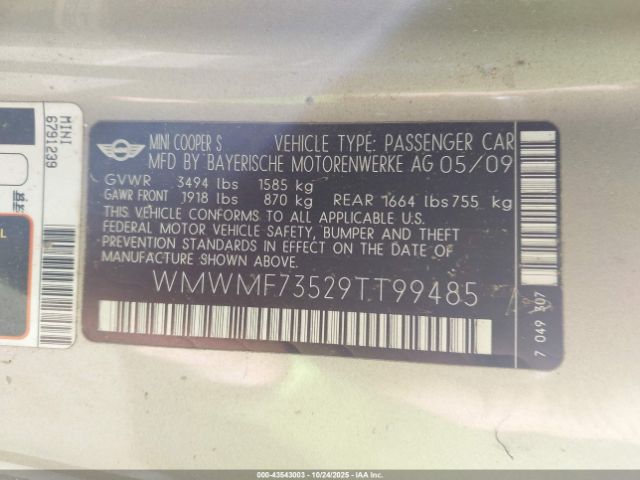 MINI COOPER S VEHICLE TYPE: PASSENGER CAR
MFD BY BAYERISCHE MOTORENWERKE AG 05/09
GVWR 3494 lbs 1585 kg
GAWR FRONT 1918 lbs 870 kg REAR 1664 lbs 755 kg
THIS VEHICLE CONFORMS TO ALL APPLICABLE U.S.
FEDERAL MOTOR VEHICLE SAFETY, BUMPER AND THEFT
PREVENTION STANDARDS IN EFFECT ON THE DATE OF
MANUFACTURE SHOWN ABOVE.
WMWMF73529TT99485
7 049 307
MINI
6791239
000-43543003 - 10/24/2025 - IAAI.COM